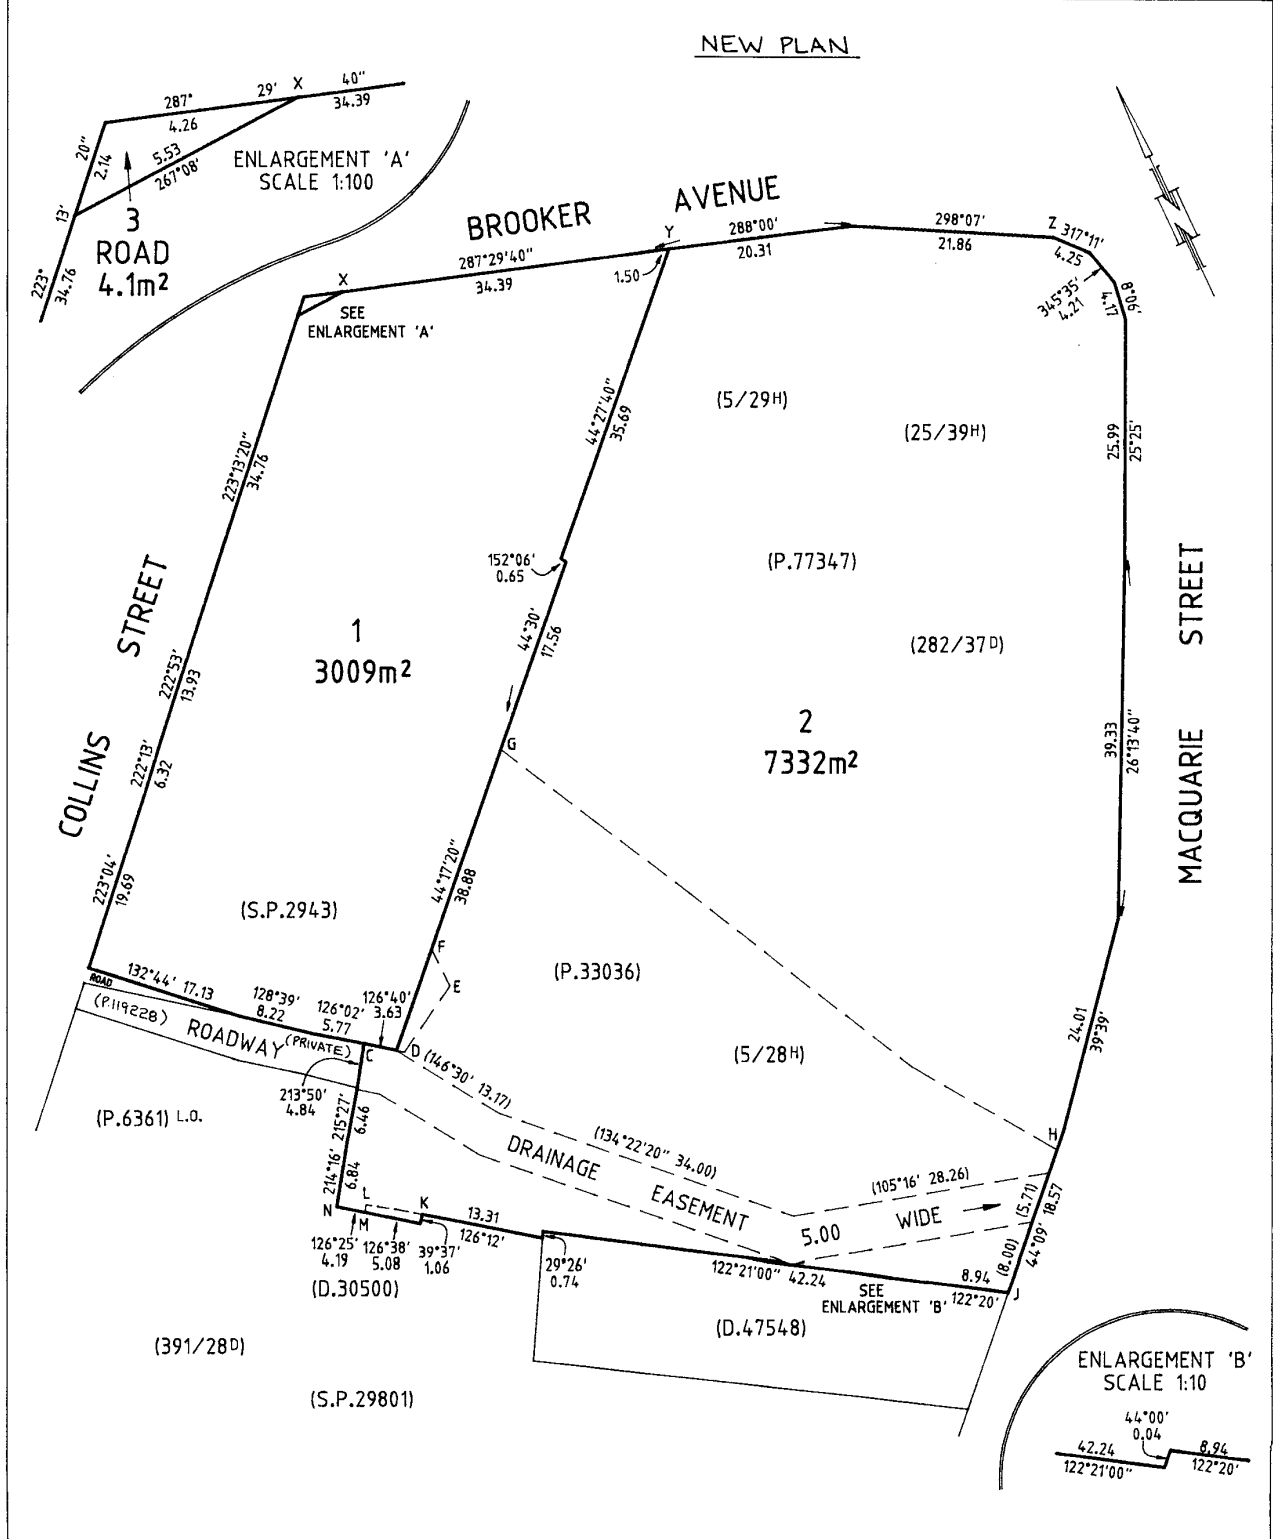 NEW PLAN
287° 29' X 40"
4.26 34.39
20"
2.14
5.53
267°08'
ENLARGEMENT 'A'
SCALE 1:100
13'
3
ROAD
4.1m²
223°
34.76
BROOKER AVENUE
X
287°29'40"
34.39
Y
1.50
288°00'
20.31
298°07'
21.86
Z
317°11'
4.25
345°35'
4.21
8°06'
4.17
SEE
ENLARGEMENT 'A'
44°27'40"
35.69
(5/29H)
(25/39H)
25.99
25°25'
223°13'20"
34.76
152°06'
0.65
(P.77347)
44°30'
17.56
(282/37D)
COLLINS STREET
MACQUARIE STREET
1
3009m²
222°53'
13.93
222°13'
6.32
G
2
7332m²
39.33
26°13'40"
223°04'
19.69
44°17'20"
38.88
(S.P.2943)
F
E
(P.33036)
132°44' 17.13
ROAD
(P.119228)
128°39'
8.22
126°02'
5.77
126°40'
3.63
ROADWAY (PRIVATE)
C
D
(146°30' 13.17)
(5/28H)
24.01
39°39'
213°50'
4.84
(P.6361) L.O.
215°27'
6.46
214°16'
6.84
(134°22'20" 34.00)
H
DRAINAGE EASEMENT 5.00 WIDE
(105°16' 28.26)
(5.71)
18.57
44°09'
(8.00)
N
L
M
K
13.31
126°12'
126°25'
4.19
126°38'
5.08
39°37'
1.06
29°26'
0.74
122°21'00" 42.24
8.94
122°20'
J
SEE
ENLARGEMENT 'B'
(D.30500)
(D.47548)
(391/28D)
(S.P.29801)
ENLARGEMENT 'B'
SCALE 1:10
44°00'
0.04
42.24
122°21'00"
8.94
122°20'